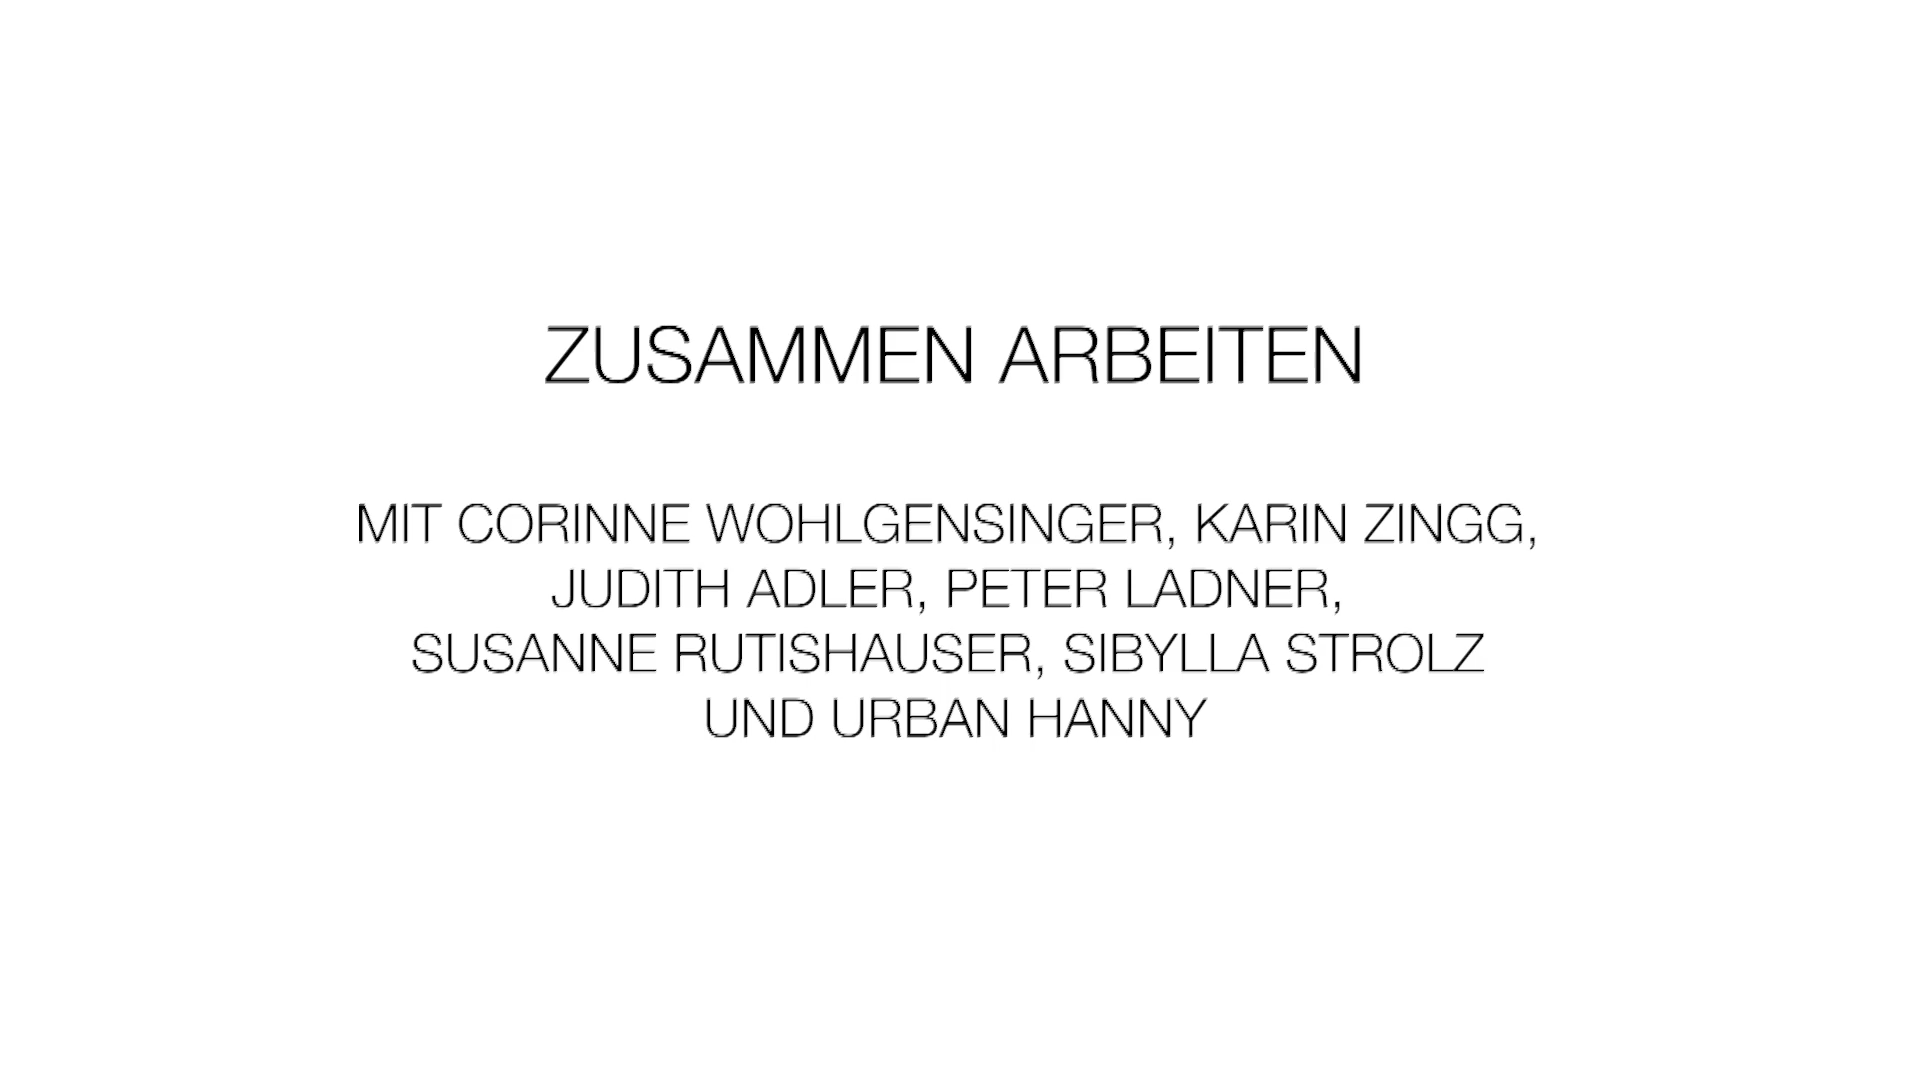 ZUSAMMEN ARBEITEN
MIT CORINNE WOHLGENSINGER, KARIN ZINGG,
JUDITH ADLER, PETER LADNER,
SUSANNE RUTISHAUSER, SIBYLLA STROLZ
UND URBAN HANNY